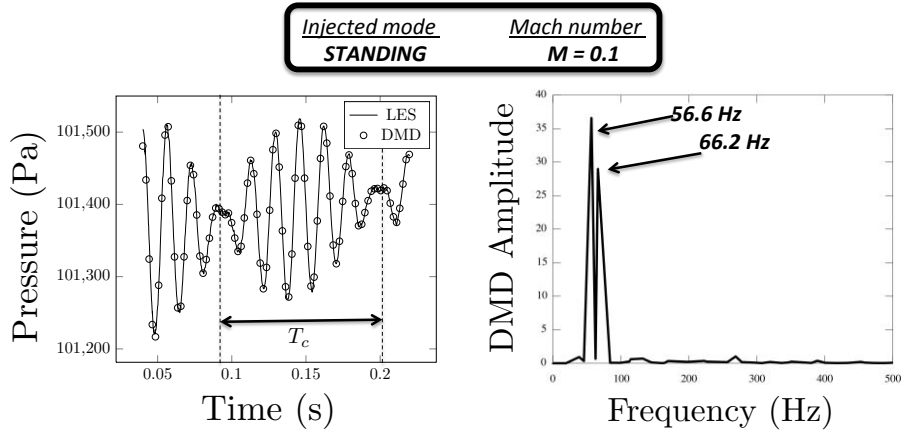 Injected mode Mach number
STANDING M = 0.1
LES
DMD
101,500
101,400
101,300
101,200
Pressure (Pa)
T_c
0.05 0.1 0.15 0.2
Time (s)
56.6 Hz
66.2 Hz
40
35
30
25
20
15
10
5
0
DMD Amplitude
0 100 200 300 400 500
Frequency (Hz)